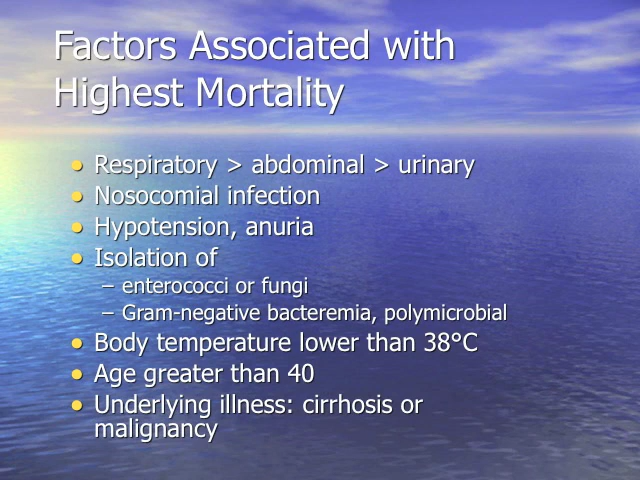 Factors Associated with
Highest Mortality
• Respiratory > abdominal > urinary
• Nosocomial infection
• Hypotension, anuria
• Isolation of
– enterococci or fungi
– Gram-negative bacteremia, polymicrobial
• Body temperature lower than 38°C
• Age greater than 40
• Underlying illness: cirrhosis or
malignancy